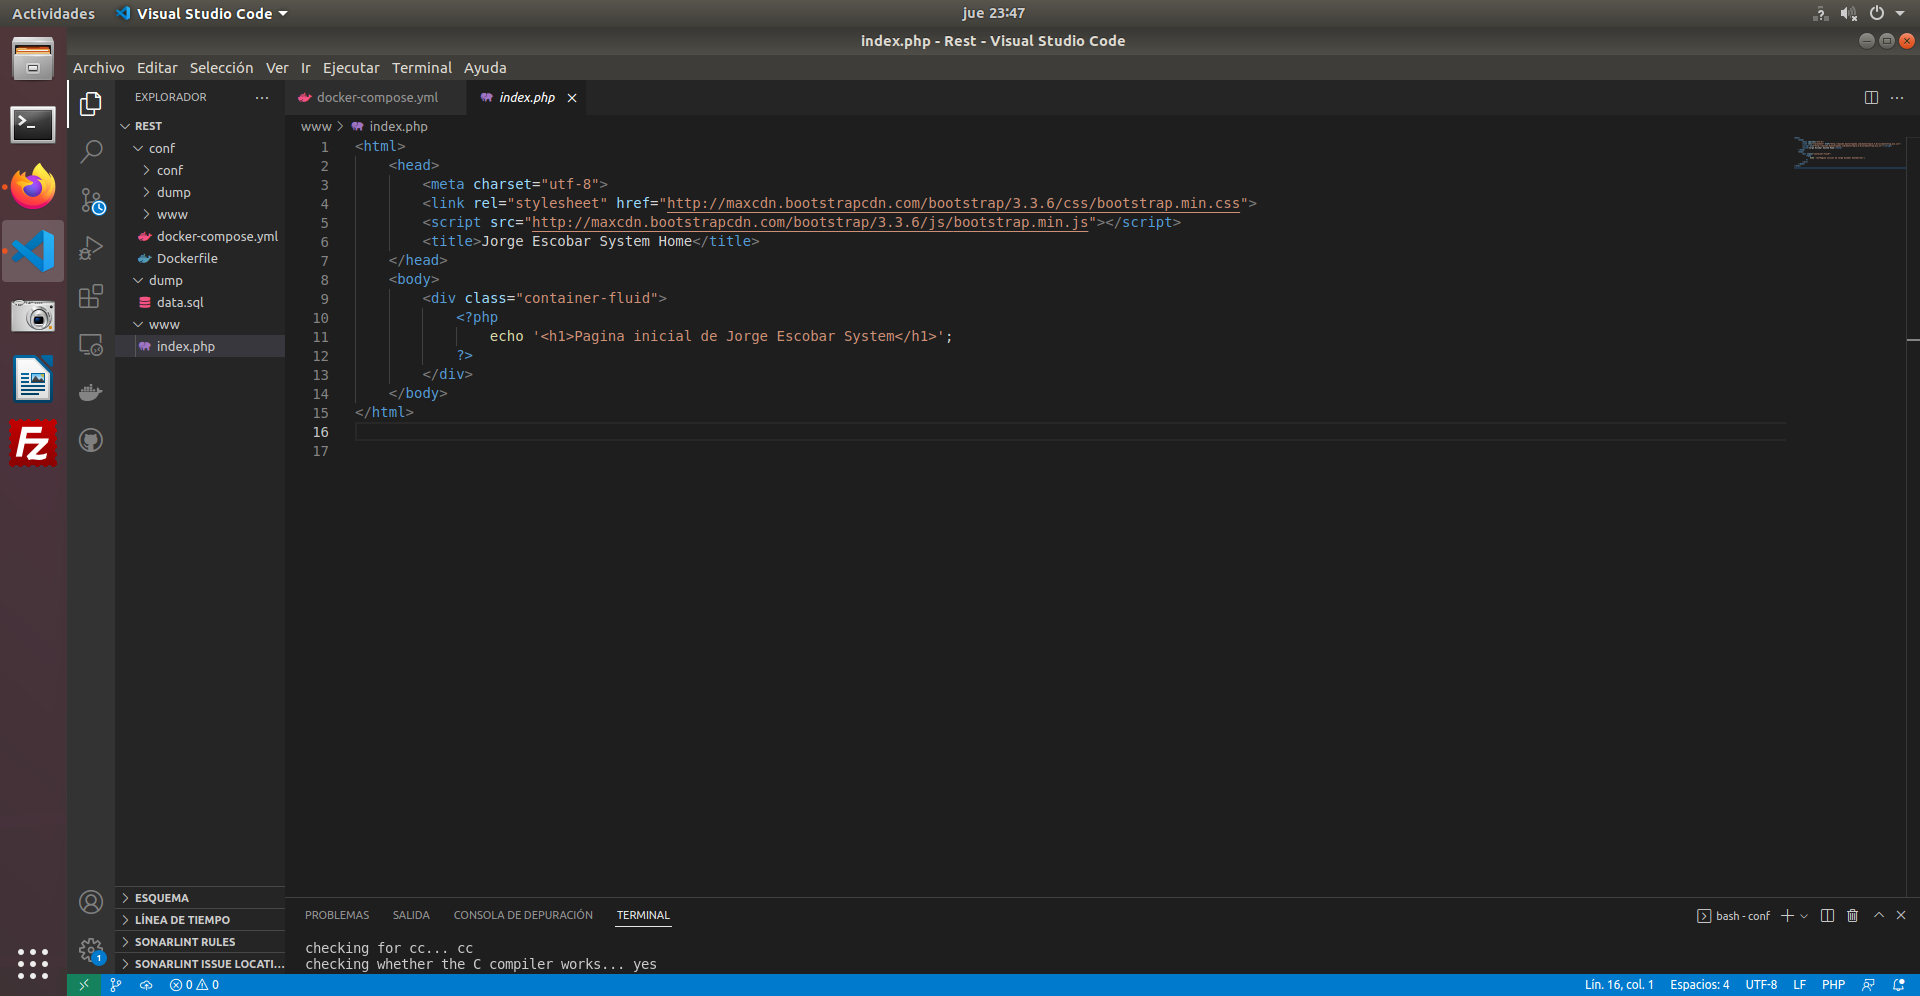 Actividades Visual Studio Code jue 23:47
index.php - Rest - Visual Studio Code
Archivo Editar Selección Ver Ir Ejecutar Terminal Ayuda
EXPLORADOR
REST
conf
conf
dump
www
docker-compose.yml
Dockerfile
dump
data.sql
www
index.php
ESQUEMA
LÍNEA DE TIEMPO
SONARLINT RULES
SONARLINT ISSUE LOCATI...
docker-compose.yml index.php
www > index.php
1 <html>
2 <head>
3 <meta charset="utf-8">
4 <link rel="stylesheet" href="http://maxcdn.bootstrapcdn.com/bootstrap/3.3.6/css/bootstrap.min.css">
5 <script src="http://maxcdn.bootstrapcdn.com/bootstrap/3.3.6/js/bootstrap.min.js"></script>
6 <title>Jorge Escobar System Home</title>
7 </head>
8 <body>
9 <div class="container-fluid">
10 <?php
11 echo '<h1>Pagina inicial de Jorge Escobar System</h1>';
12 ?>
13 </div>
14 </body>
15 </html>
16
17
PROBLEMAS SALIDA CONSOLA DE DEPURACIÓN TERMINAL bash - conf
checking for cc... cc
checking whether the C compiler works... yes
Fz
1
0 0 Lín. 16, col. 1 Espacios: 4 UTF-8 LF PHP